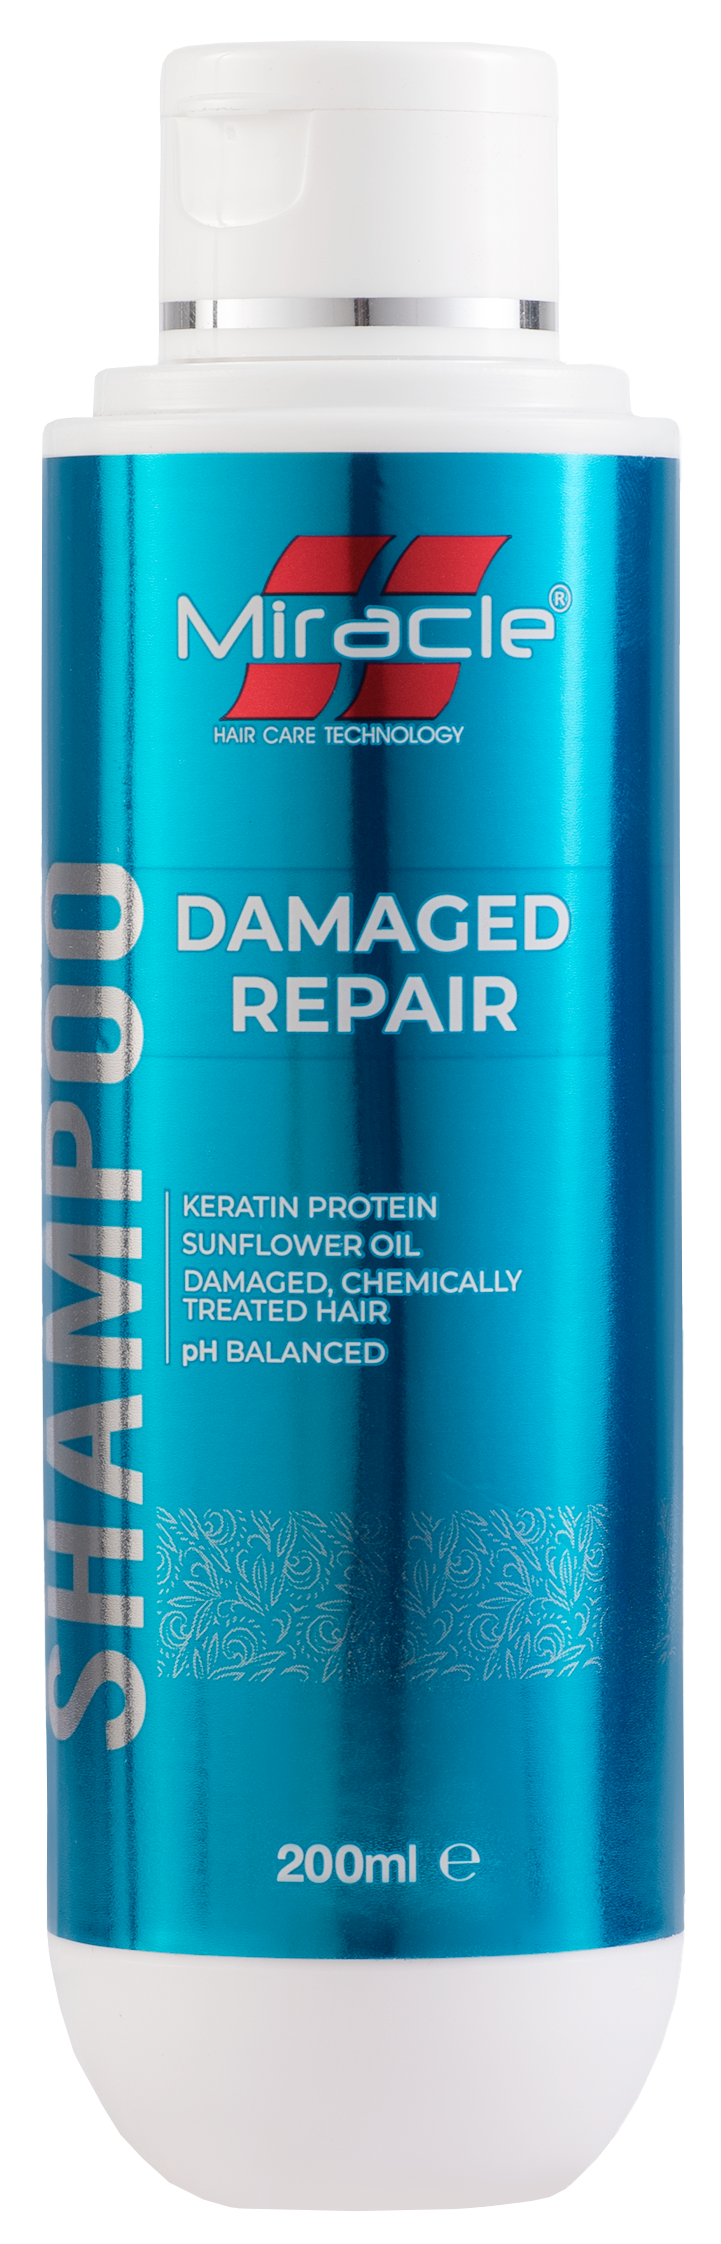 Miracle®
HAIR CARE TECHNOLOGY
DAMAGED
REPAIR
SHAMPOO
KERATIN PROTEIN
SUNFLOWER OIL
DAMAGED, CHEMICALLY
TREATED HAIR
pH BALANCED
200ml ℮